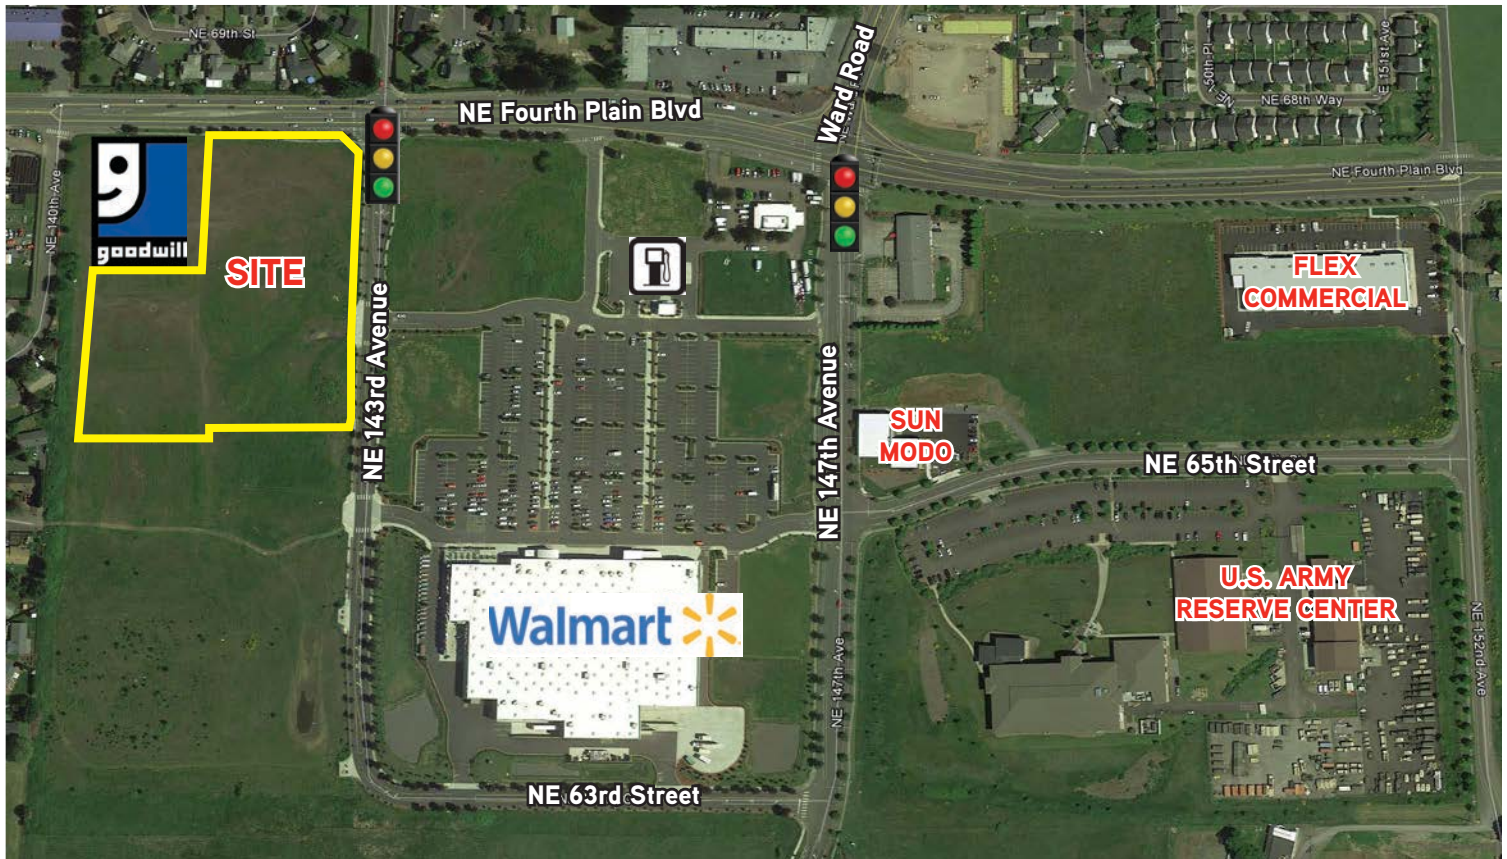 NE 69th St
NE Fourth Plain Blvd
Ward Road
NE 150th Pl
E 151st Ave
NE 68th Way
NE Fourth Plain Blvd
NE 140th Ave
goodwill
SITE
NE 143rd Avenue
FLEX
COMMERCIAL
NE 147th Avenue
SUN
MODO
NE 65th Street
U.S. ARMY
RESERVE CENTER
Walmart
NE 147th Ave
NE 152nd Ave
NE 63rd Street